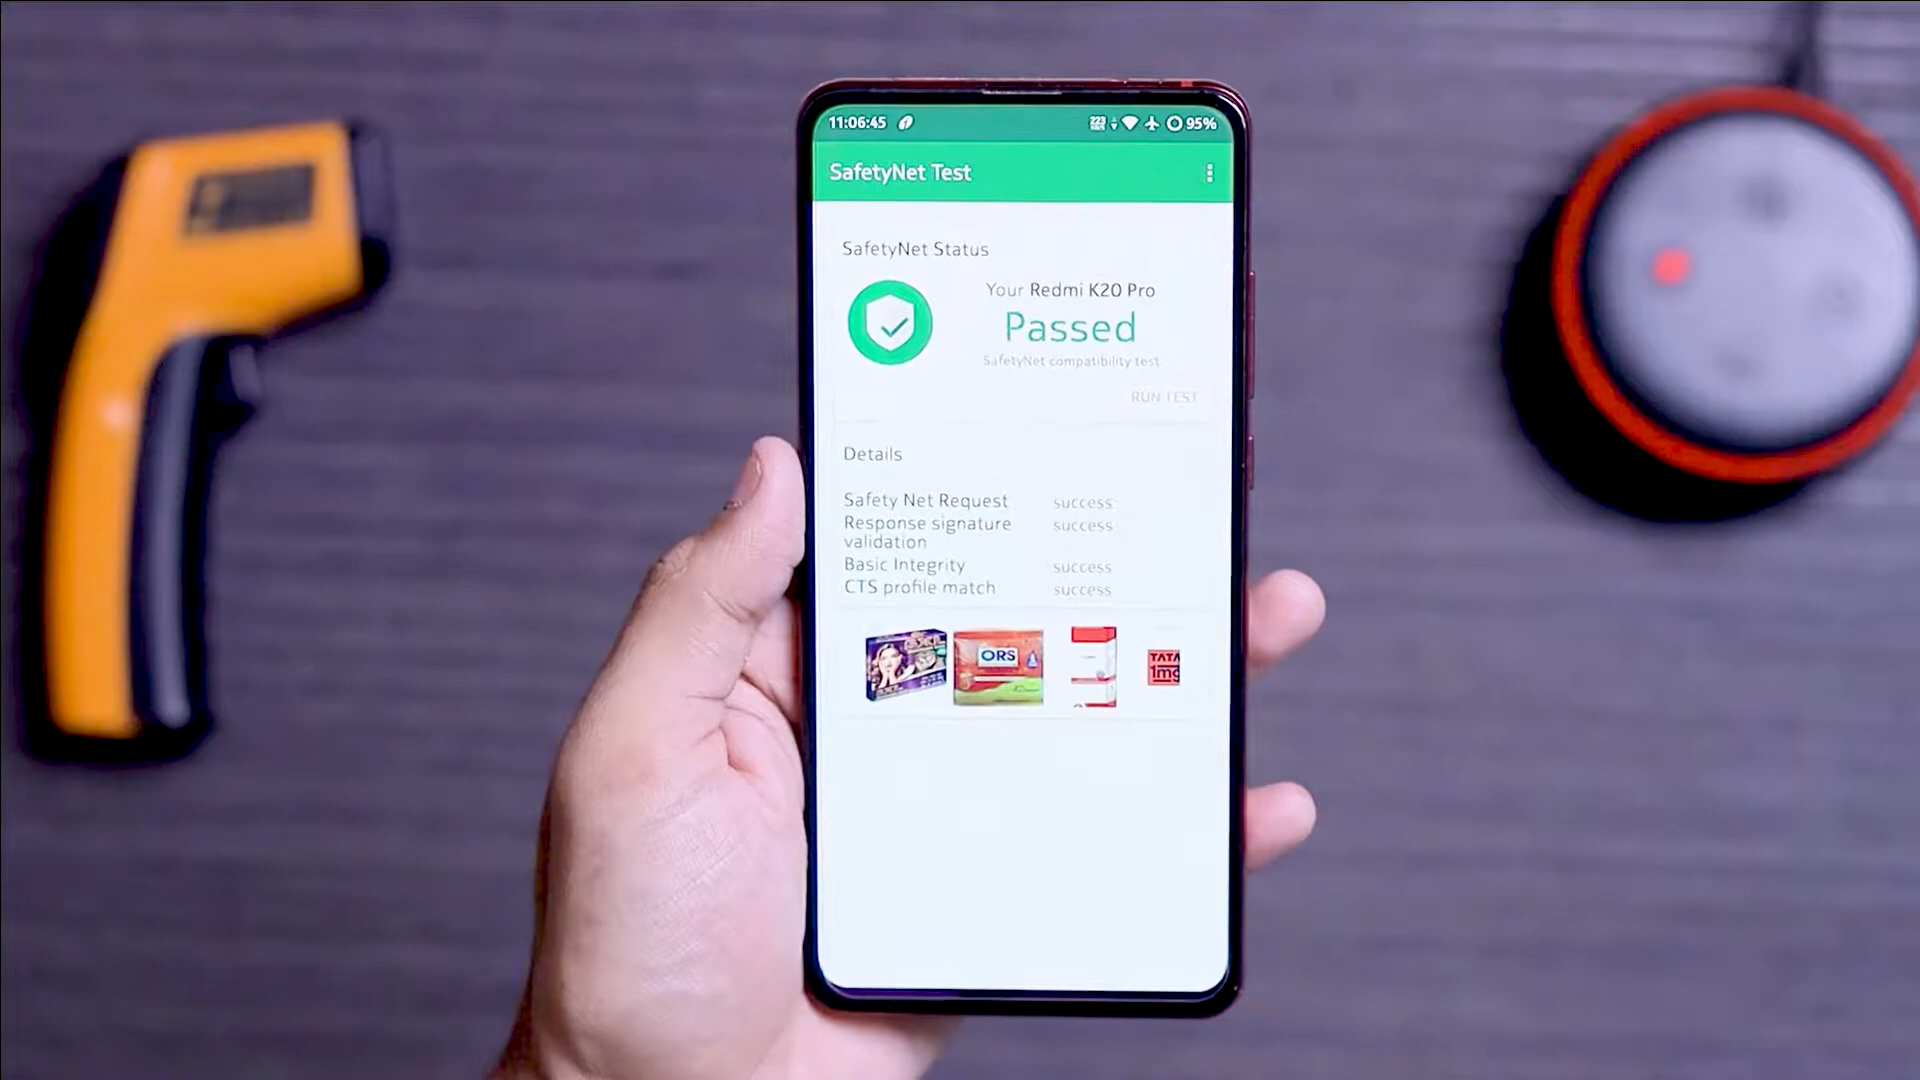 11:06:45 95%
SafetyNet Test
SafetyNet Status
Your Redmi K20 Pro
Passed
SafetyNet compatibility test
RUN TEST
Details
Safety Net Request success
Response signature success
validation
Basic Integrity success
CTS profile match success
ORS
TATA
1mg